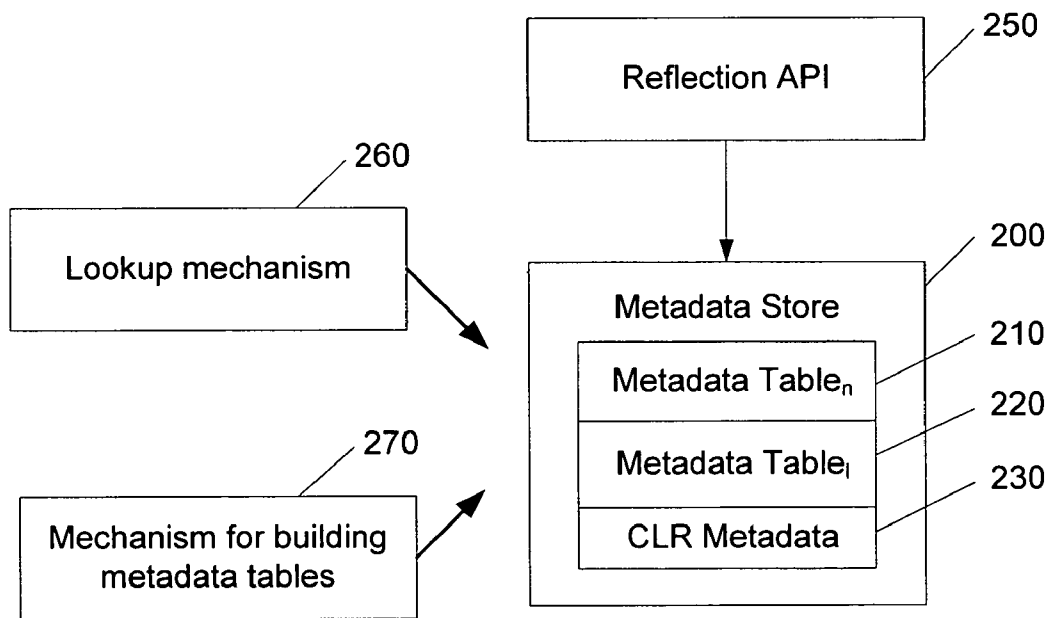 250
Reflection API
260
Lookup mechanism
200
Metadata Store
210
Metadata Tableₙ
220
Metadata Tableₗ
230
CLR Metadata
270
Mechanism for building
metadata tables